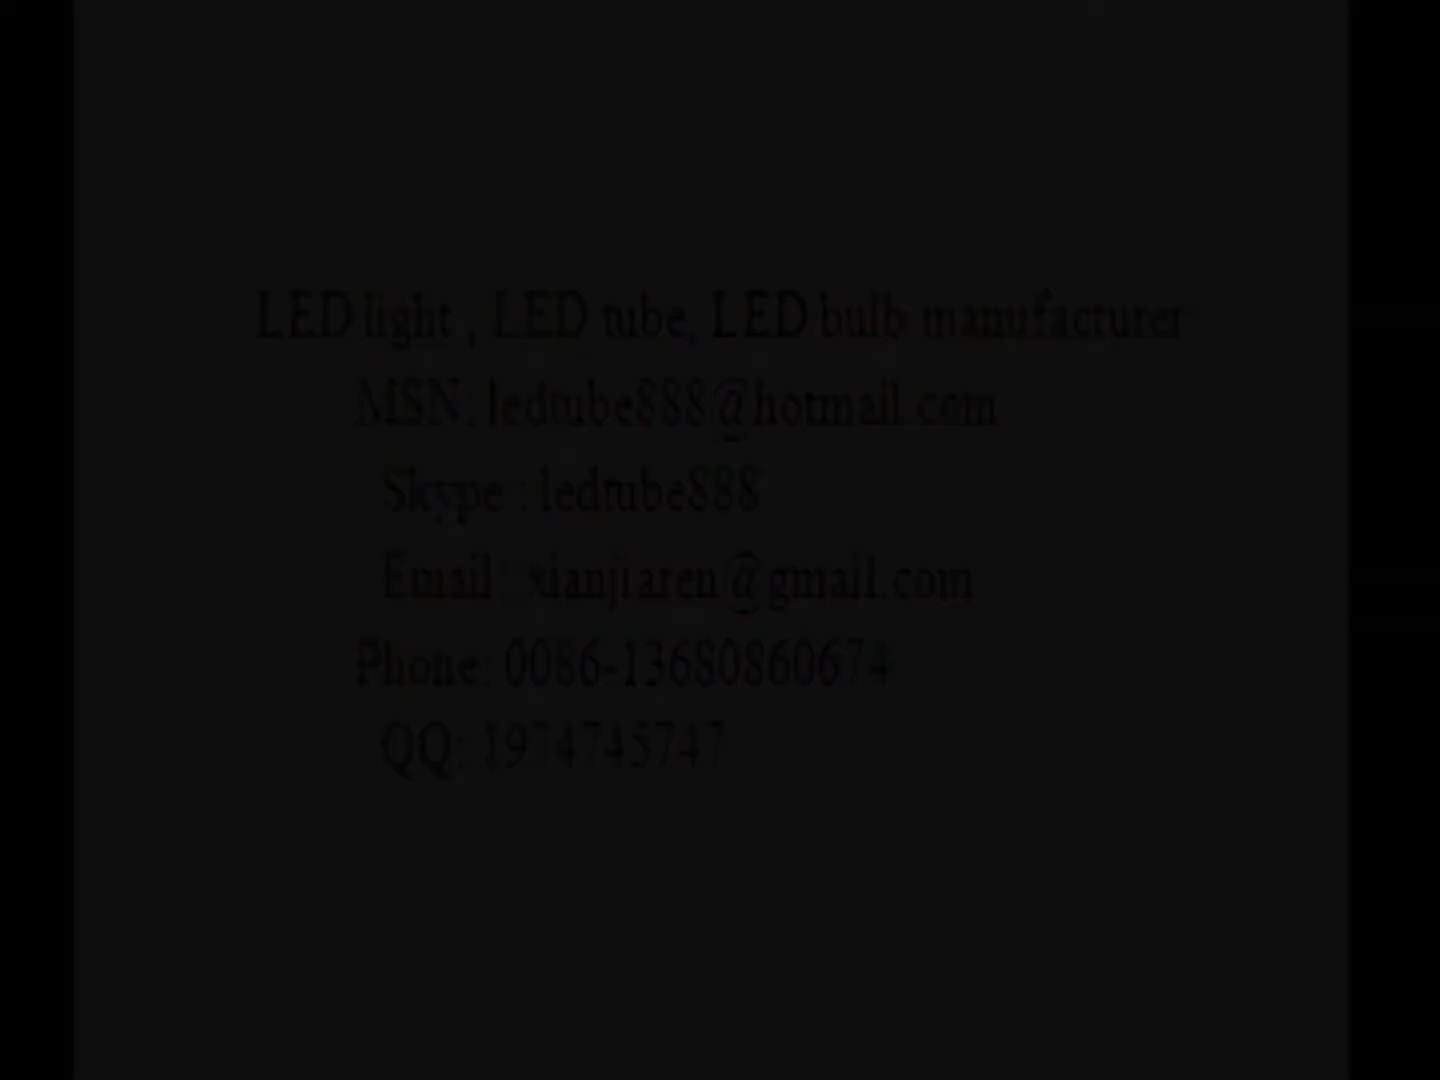 LED light , LED tube, LED bulb manufacturer
MSN: ledtube888@hotmail.com
Skype : ledtube888
Email : xianjiaren@gmail.com
Phone: 0086-13680860674
QQ: 1974745747